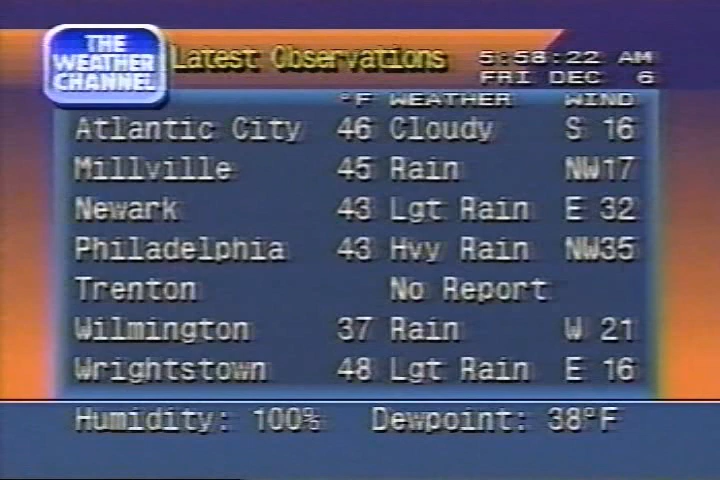 THE
WEATHER
CHANNEL
Latest Observations
5:58:22 AM
FRI DEC 6
°F WEATHER WIND
Atlantic City 46 Cloudy S 16
Millville 45 Rain NW17
Newark 43 Lgt Rain E 32
Philadelphia 43 Hvy Rain NW35
Trenton No Report
Wilmington 37 Rain W 21
Wrightstown 48 Lgt Rain E 16
Humidity: 100% Dewpoint: 38°F